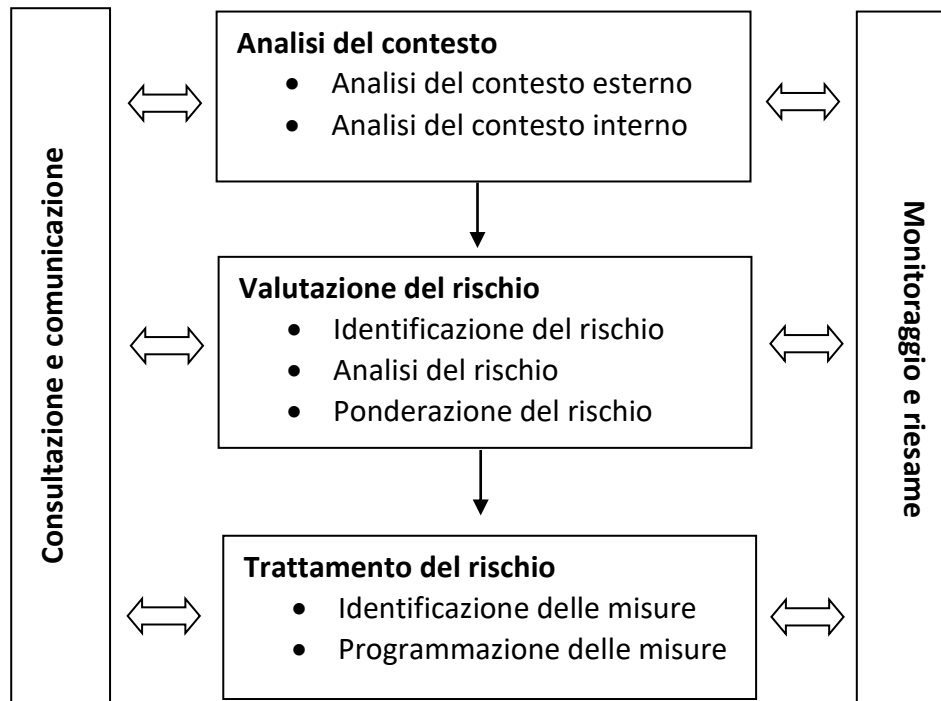 Consultazione e comunicazione
Analisi del contesto
• Analisi del contesto esterno
• Analisi del contesto interno
Valutazione del rischio
• Identificazione del rischio
• Analisi del rischio
• Ponderazione del rischio
Trattamento del rischio
• Identificazione delle misure
• Programmazione delle misure
Monitoraggio e riesame